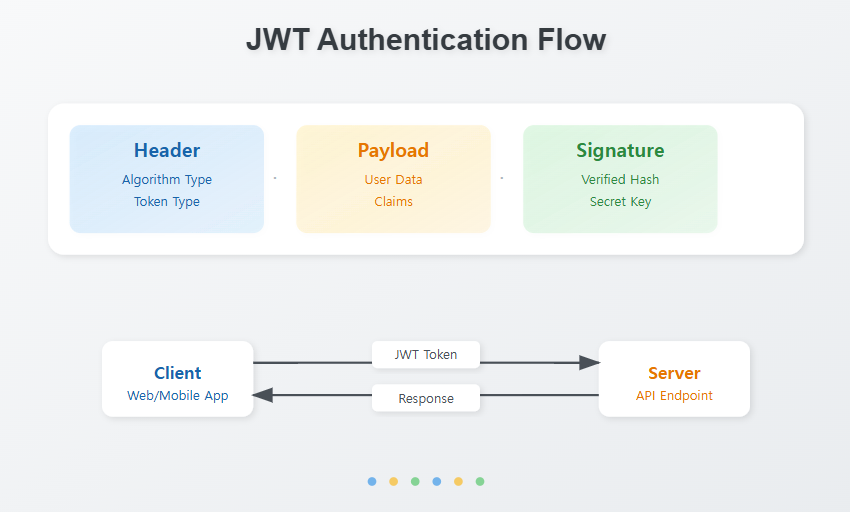 JWT Authentication Flow
Header
Algorithm Type
Token Type
.
Payload
User Data
Claims
.
Signature
Verified Hash
Secret Key
Client
Web/Mobile App
JWT Token
Response
Server
API Endpoint